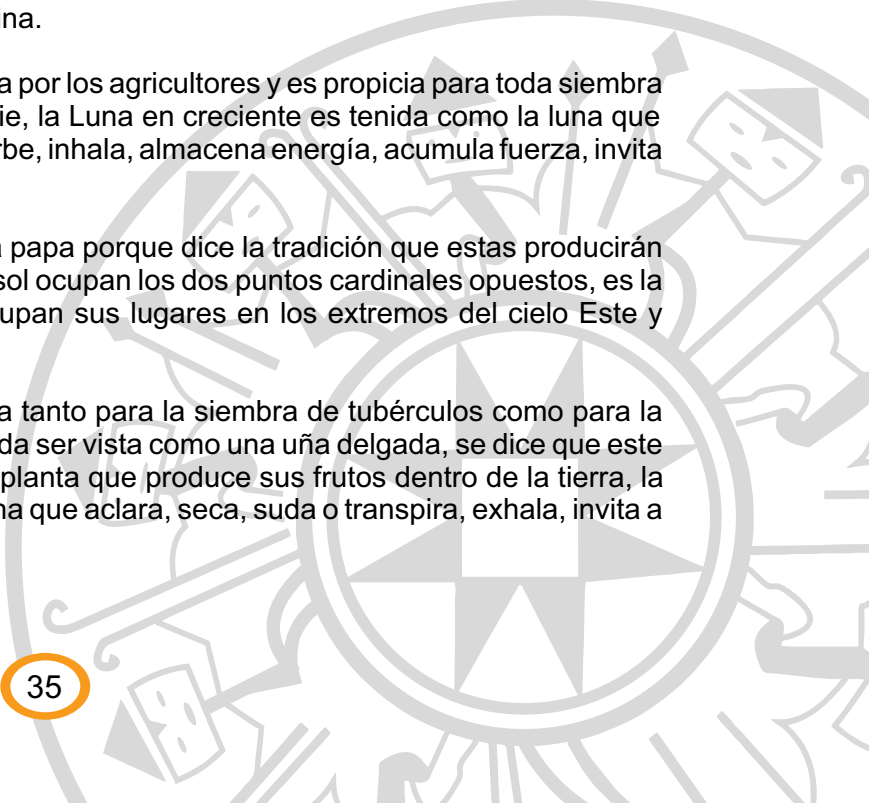 ina.
a por los agricultores y es propicia para toda siembra
ie, la Luna en creciente es tenida como la luna que
rbe, inhala, almacena energía, acumula fuerza, invita
a papa porque dice la tradición que estas producirán
sol ocupan los dos puntos cardinales opuestos, es la
upan sus lugares en los extremos del cielo Este y
a tanto para la siembra de tubérculos como para la
da ser vista como una uña delgada, se dice que este
planta que produce sus frutos dentro de la tierra, la
na que aclara, seca, suda o transpira, exhala, invita a
35